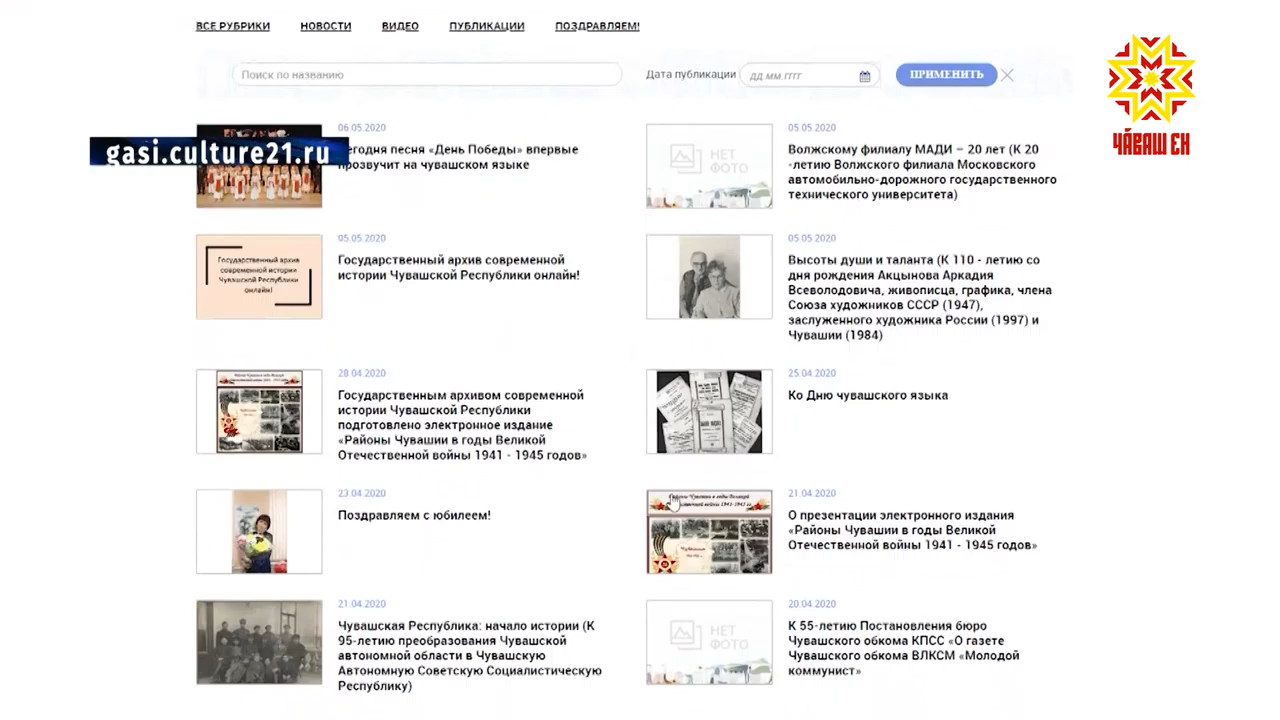 ВСЕ РУБРИКИ НОВОСТИ ВИДЕО ПУБЛИКАЦИИ ПОЗДРАВЛЯЕМ!
Поиск по названию
Дата публикации ДД.ММ.ГГГГ ПРИМЕНИТЬ
ЧӐВАШ ЕН
gasi.culture21.ru
06.05.2020
егодня песня «День Победы» впервые
прозвучит на чувашском языке
НЕТ
ФОТО
05.05.2020
Волжскому филиалу МАДИ – 20 лет (К 20
-летию Волжского филиала Московского
автомобильно-дорожного государственного
технического университета)
Государственный архив
современной истории
Чувашской Республики
онлайн!
05.05.2020
Государственный архив современной
истории Чувашской Республики онлайн!
05.05.2020
Высоты души и таланта (К 110 - летию со
дня рождения Акцынова Аркадия
Всеволодовича, живописца, графика, члена
Союза художников СССР (1947),
заслуженного художника России (1997) и
Чувашии (1984)
28.04.2020
Государственным архивом современной
истории Чувашской Республики
подготовлено электронное издание
«Районы Чувашии в годы Великой
Отечественной войны 1941 - 1945 годов»
25.04.2020
Ко Дню чувашского языка
23.04.2020
Поздравляем с юбилеем!
21.04.2020
О презентации электронного издания
«Районы Чувашии в годы Великой
Отечественной войны 1941 - 1945 годов»
21.04.2020
Чувашская Республика: начало истории (К
95-летию преобразования Чувашской
автономной области в Чувашскую
Автономную Советскую Социалистическую
Республику)
НЕТ
ФОТО
20.04.2020
К 55-летию Постановления бюро
Чувашского обкома КПСС «О газете
Чувашского обкома ВЛКСМ «Молодой
коммунист»